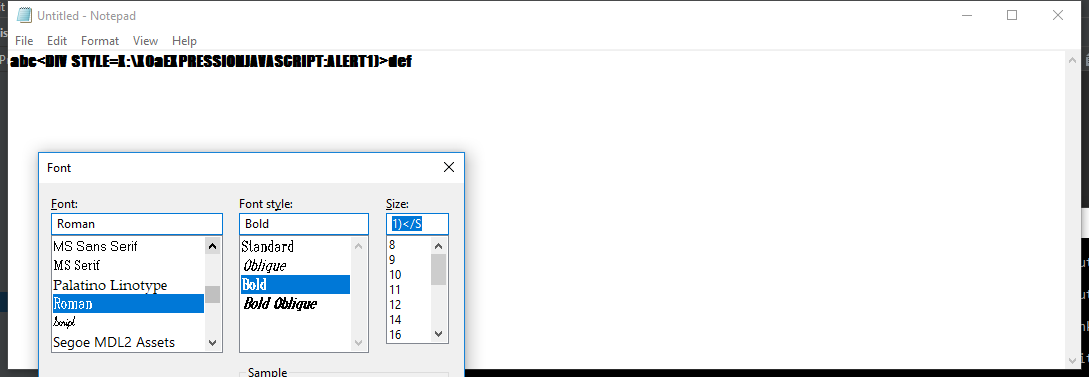 Untitled - Notepad
File Edit Format View Help
abc<DIV STYLE=X:\X0aEXPRESSIONJAVASCRIPT:ALERT1)>def
Font
Font: Font style: Size:
Roman Bold 1)</S
MS Sans Serif Standard 8
MS Serif Oblique 9
Palatino Linotype Bold 10
Roman Bold Oblique 11
Script 12
Segoe MDL2 Assets 14
16
Sample